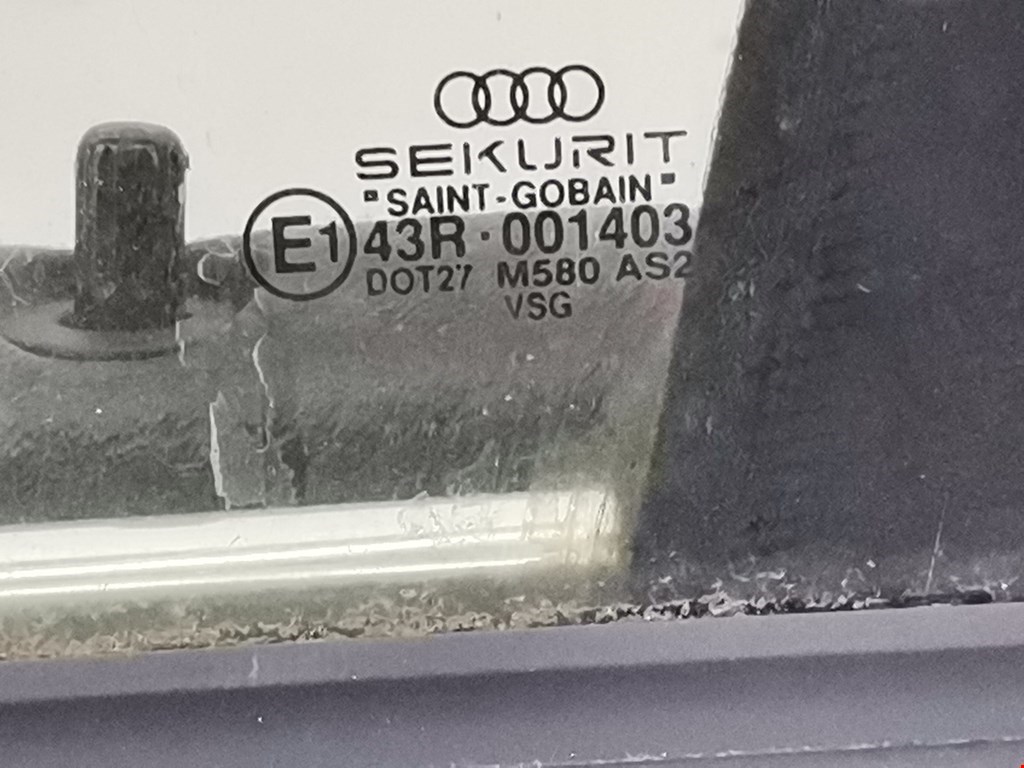 SEKURIT
"SAINT-GOBAIN"
E1 43R · 001403
DOT27 M580 AS2
VSG